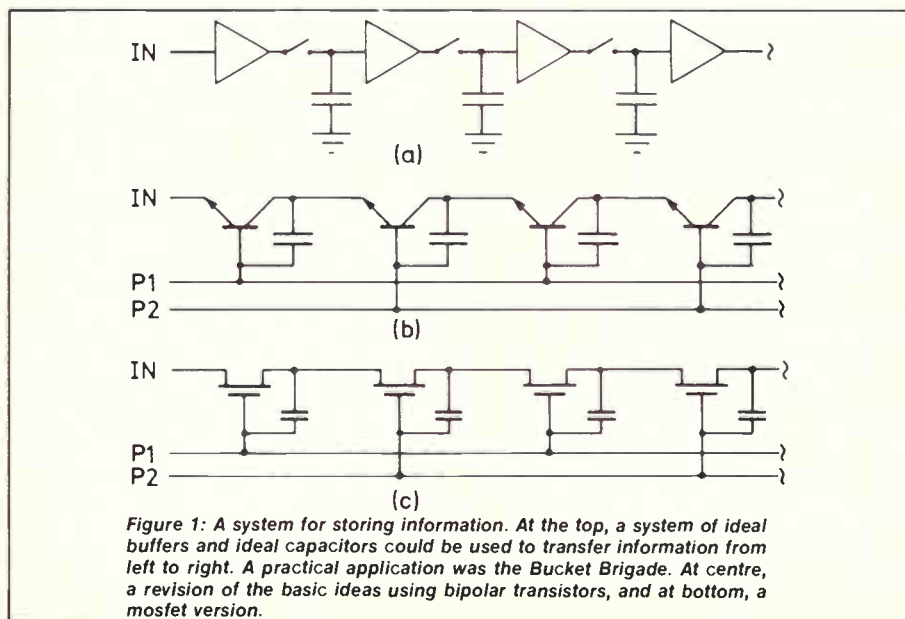 IN
(a)
IN
P1
P2
(b)
IN
P1
P2
(c)
Figure 1: A system for storing information. At the top, a system of ideal
buffers and ideal capacitors could be used to transfer information from
left to right. A practical application was the Bucket Brigade. At centre,
a revision of the basic ideas using bipolar transistors, and at bottom, a
mosfet version.